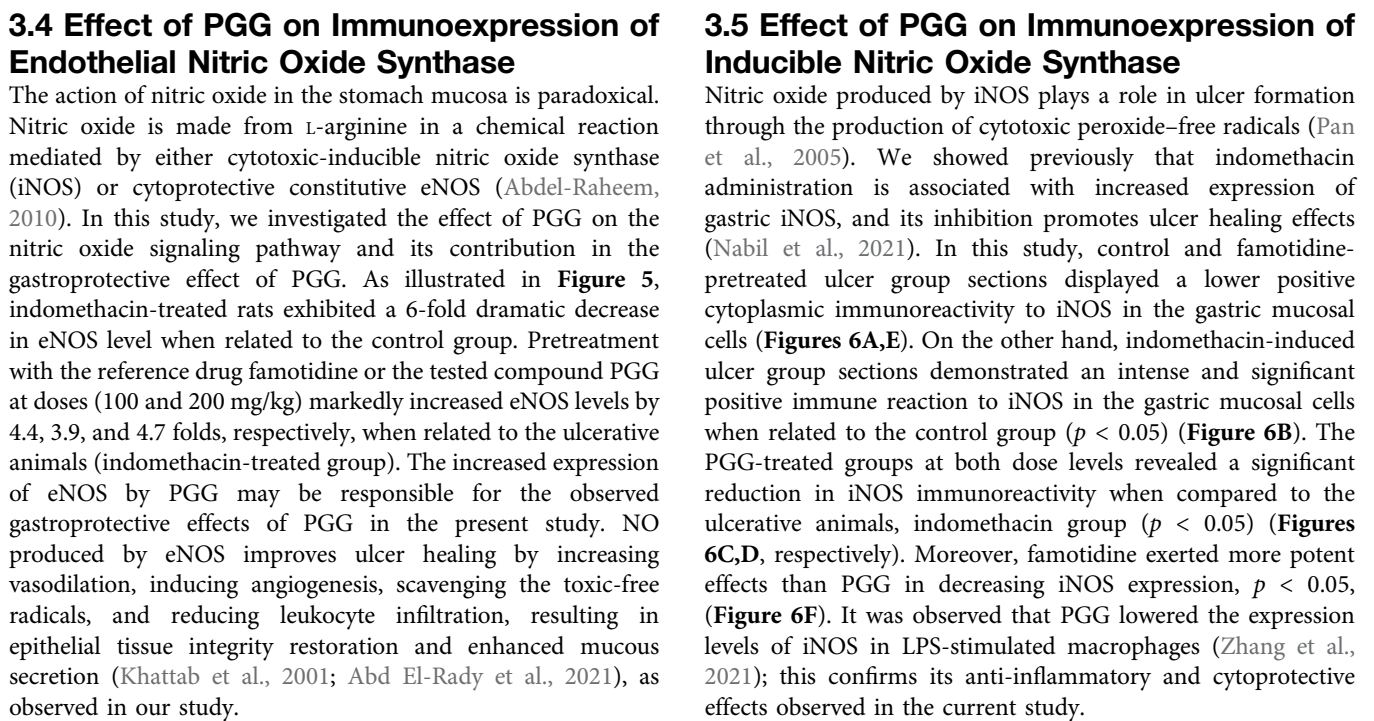 3.4 Effect of PGG on Immunoexpression of
Endothelial Nitric Oxide Synthase
The action of nitric oxide in the stomach mucosa is paradoxical.
Nitric oxide is made from L-arginine in a chemical reaction
mediated by either cytotoxic-inducible nitric oxide synthase
(iNOS) or cytoprotective constitutive eNOS (Abdel-Raheem,
2010). In this study, we investigated the effect of PGG on the
nitric oxide signaling pathway and its contribution in the
gastroprotective effect of PGG. As illustrated in Figure 5,
indomethacin-treated rats exhibited a 6-fold dramatic decrease
in eNOS level when related to the control group. Pretreatment
with the reference drug famotidine or the tested compound PGG
at doses (100 and 200 mg/kg) markedly increased eNOS levels by
4.4, 3.9, and 4.7 folds, respectively, when related to the ulcerative
animals (indomethacin-treated group). The increased expression
of eNOS by PGG may be responsible for the observed
gastroprotective effects of PGG in the present study. NO
produced by eNOS improves ulcer healing by increasing
vasodilation, inducing angiogenesis, scavenging the toxic-free
radicals, and reducing leukocyte infiltration, resulting in
epithelial tissue integrity restoration and enhanced mucous
secretion (Khattab et al., 2001; Abd El-Rady et al., 2021), as
observed in our study.
3.5 Effect of PGG on Immunoexpression of
Inducible Nitric Oxide Synthase
Nitric oxide produced by iNOS plays a role in ulcer formation
through the production of cytotoxic peroxide–free radicals (Pan
et al., 2005). We showed previously that indomethacin
administration is associated with increased expression of
gastric iNOS, and its inhibition promotes ulcer healing effects
(Nabil et al., 2021). In this study, control and famotidine-
pretreated ulcer group sections displayed a lower positive
cytoplasmic immunoreactivity to iNOS in the gastric mucosal
cells (Figures 6A,E). On the other hand, indomethacin-induced
ulcer group sections demonstrated an intense and significant
positive immune reaction to iNOS in the gastric mucosal cells
when related to the control group (p < 0.05) (Figure 6B). The
PGG-treated groups at both dose levels revealed a significant
reduction in iNOS immunoreactivity when compared to the
ulcerative animals, indomethacin group (p < 0.05) (Figures
6C,D, respectively). Moreover, famotidine exerted more potent
effects than PGG in decreasing iNOS expression, p < 0.05,
(Figure 6F). It was observed that PGG lowered the expression
levels of iNOS in LPS-stimulated macrophages (Zhang et al.,
2021); this confirms its anti-inflammatory and cytoprotective
effects observed in the current study.